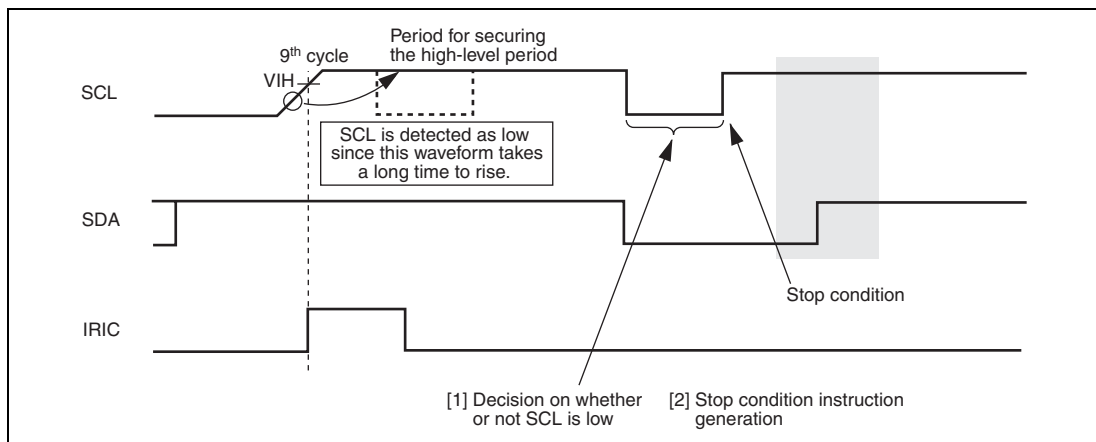 Period for securing
the high-level period
9th cycle
VIH
SCL
SCL is detected as low
since this waveform takes
a long time to rise.
SDA
Stop condition
IRIC
[1] Decision on whether
or not SCL is low
[2] Stop condition instruction
generation